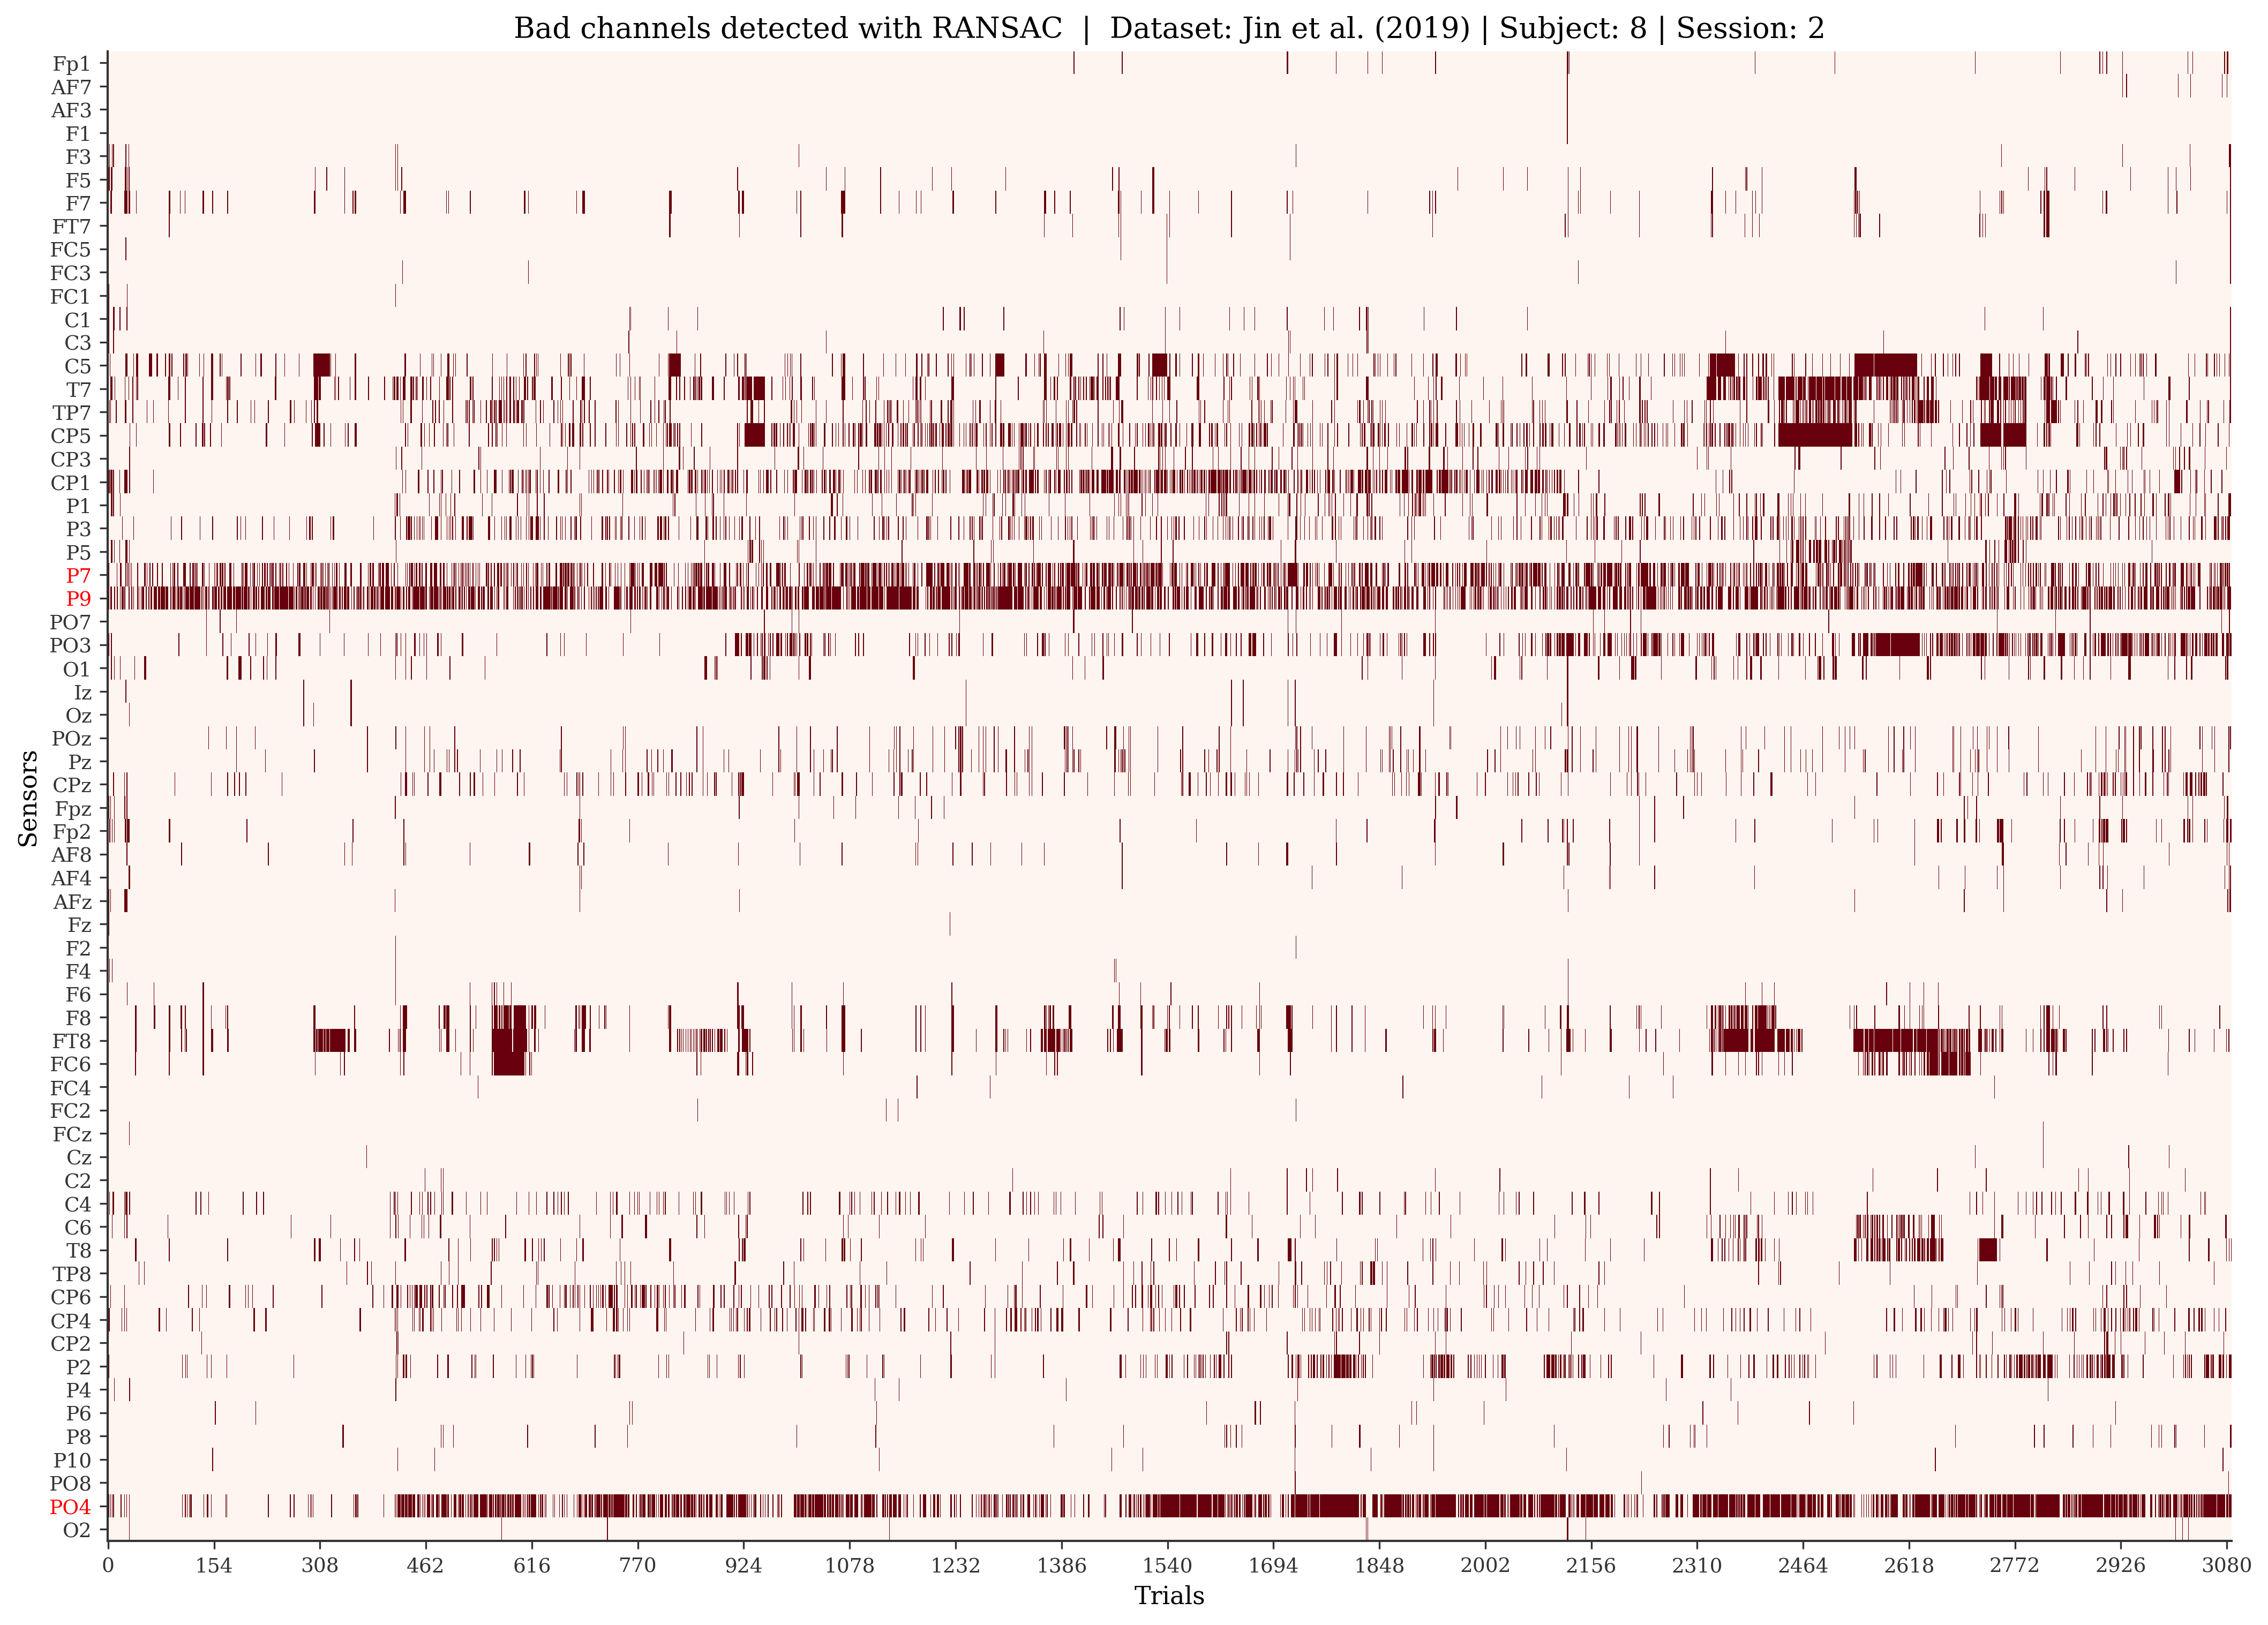 Bad channels detected with RANSAC | Dataset: Jin et al. (2019) | Subject: 8 | Session: 2
Sensors
Fp1
AF7
AF3
F1
F3
F5
F7
FT7
FC5
FC3
FC1
C1
C3
C5
T7
TP7
CP5
CP3
CP1
P1
P3
P5
P7
P9
PO7
PO3
O1
Iz
Oz
POz
Pz
CPz
Fpz
Fp2
AF8
AF4
AFz
Fz
F2
F4
F6
F8
FT8
FC6
FC4
FC2
FCz
Cz
C2
C4
C6
T8
TP8
CP6
CP4
CP2
P2
P4
P6
P8
P10
PO8
PO4
O2
0 154 308 462 616 770 924 1078 1232 1386 1540 1694 1848 2002 2156 2310 2464 2618 2772 2926 3080
Trials